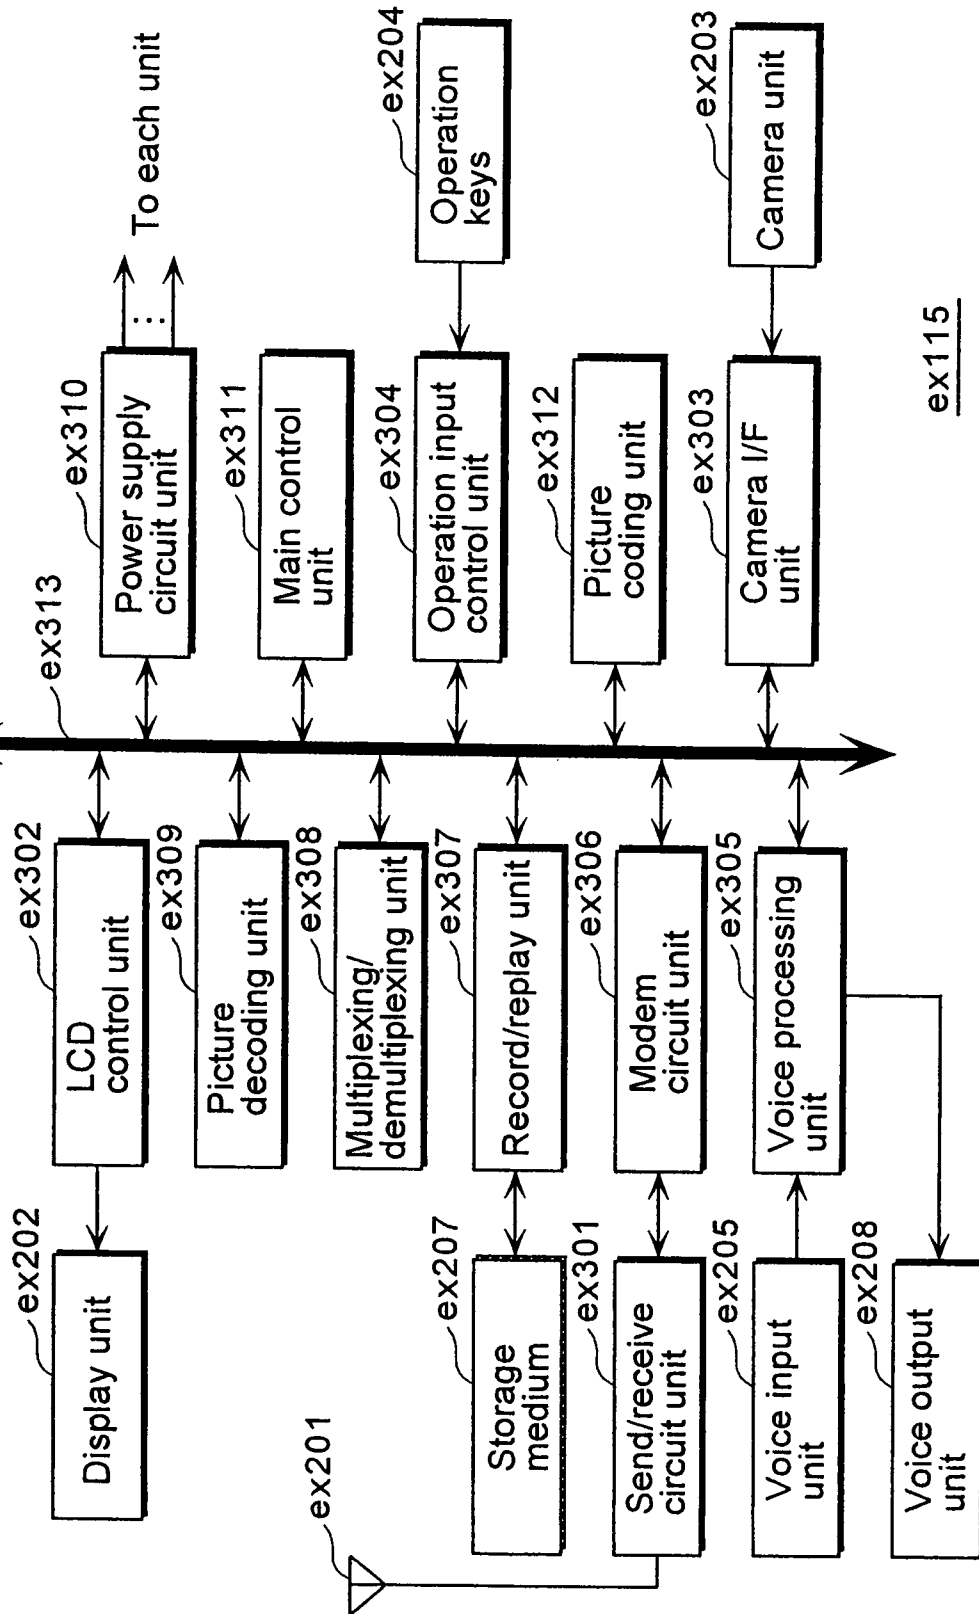 ex313
ex202
Display unit
ex302
LCD
control unit
ex310
Power supply
circuit unit
To each unit
...
ex309
Picture
decoding unit
ex311
Main control
unit
ex308
Multiplexing/
demultiplexing unit
ex304
Operation input
control unit
ex204
Operation
keys
ex201
ex207
Storage
medium
ex307
Record/replay unit
ex312
Picture
coding unit
ex301
Send/receive
circuit unit
ex306
Modem
circuit unit
ex303
Camera I/F
unit
ex203
Camera unit
ex205
Voice input
unit
ex305
Voice processing
unit
ex208
Voice output
unit
ex115